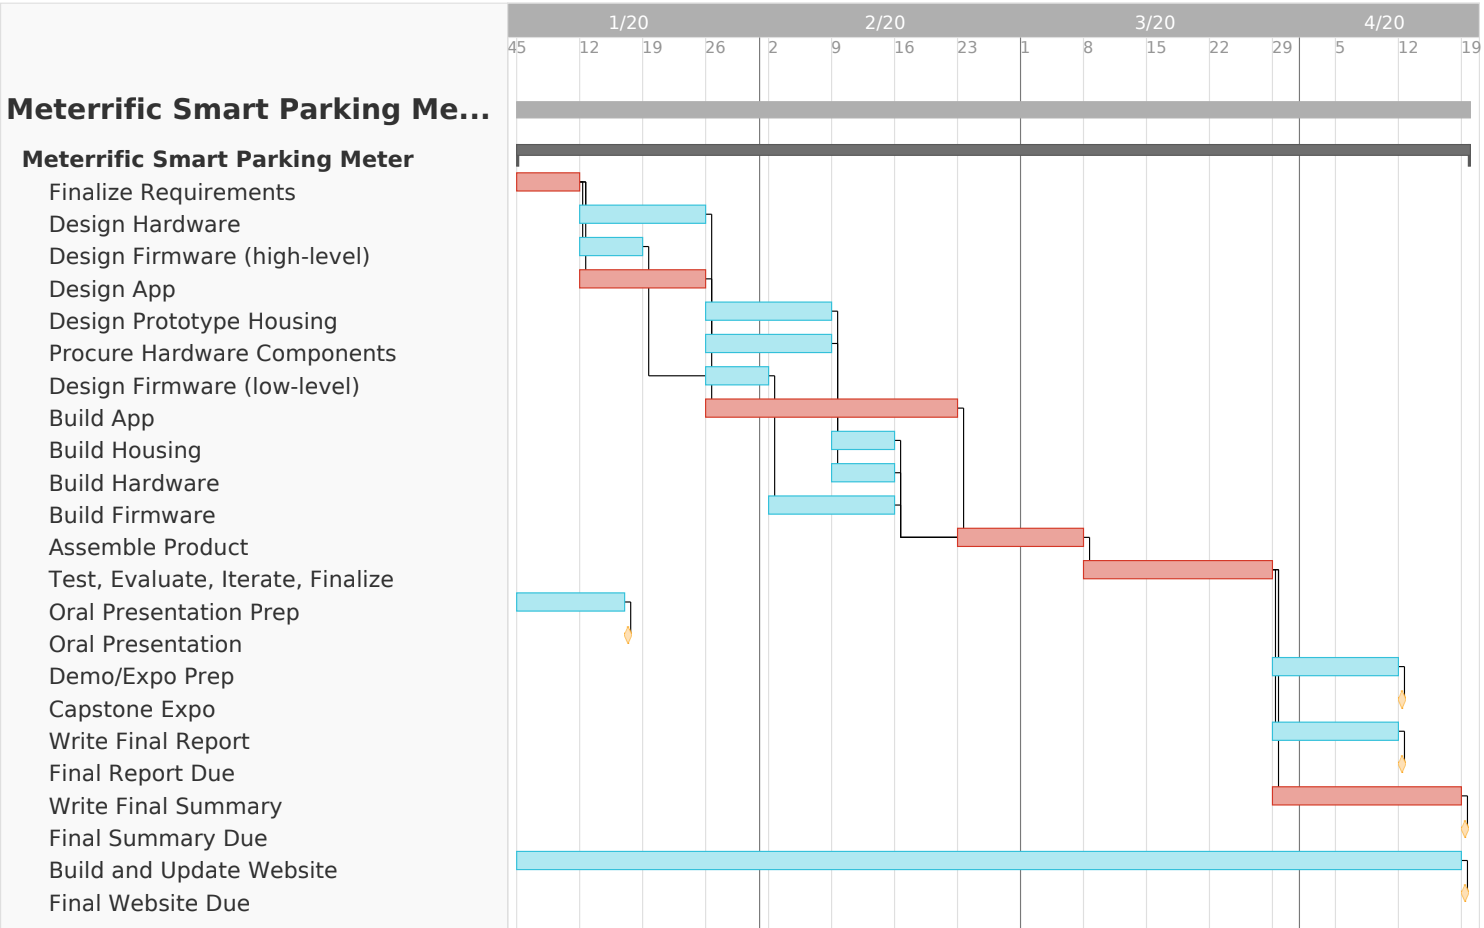 1/20 2/20 3/20 4/20
45 12 19 26 2 9 16 23 1 8 15 22 29 5 12 19
Meterrific Smart Parking Me...
Meterrific Smart Parking Meter
Finalize Requirements
Design Hardware
Design Firmware (high-level)
Design App
Design Prototype Housing
Procure Hardware Components
Design Firmware (low-level)
Build App
Build Housing
Build Hardware
Build Firmware
Assemble Product
Test, Evaluate, Iterate, Finalize
Oral Presentation Prep
Oral Presentation
Demo/Expo Prep
Capstone Expo
Write Final Report
Final Report Due
Write Final Summary
Final Summary Due
Build and Update Website
Final Website Due